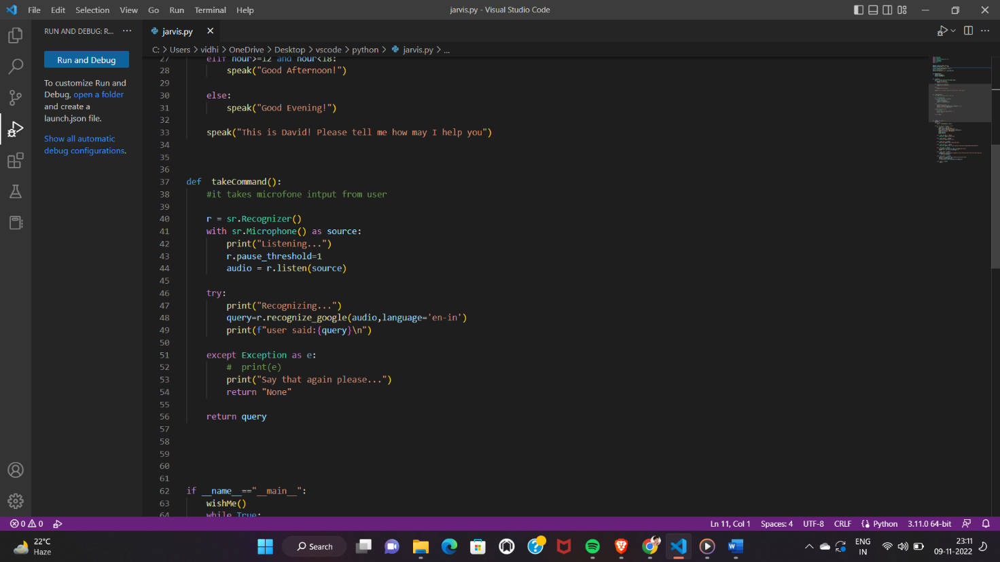 File Edit Selection View Go Run Terminal Help
jarvis.py - Visual Studio Code
RUN AND DEBUG: R... ···
jarvis.py
C: > Users > vidhi > OneDrive > Desktop > vscode > python > jarvis.py > ...
Run and Debug
To customize Run and
Debug, open a folder
and create a
launch.json file.
Show all automatic
debug configurations.
27 elif hour>=12 and hour<18:
28 speak("Good Afternoon!")
29
30 else:
31 speak("Good Evening!")
32
33 speak("This is David! Please tell me how may I help you")
34
35
36
37 def  takeCommand():
38 #it takes microfone intput from user
39
40 r = sr.Recognizer()
41 with sr.Microphone() as source:
42 print("Listening...")
43 r.pause_threshold=1
44 audio = r.listen(source)
45
46 try:
47 print("Recognizing...")
48 query=r.recognize_google(audio,language='en-in')
49 print(f"user said:{query}\n")
50
51 except Exception as e:
52 #  print(e)
53 print("Say that again please...")
54 return "None"
55
56 return query
57
58
59
60
61
62 if __name__=="__main__":
63 wishMe()
64 while True:
0 0
Ln 11, Col 1 Spaces: 4 UTF-8 CRLF Python 3.11.0 64-bit
22°C
Haze
Search
ENG
IN
23:11
09-11-2022